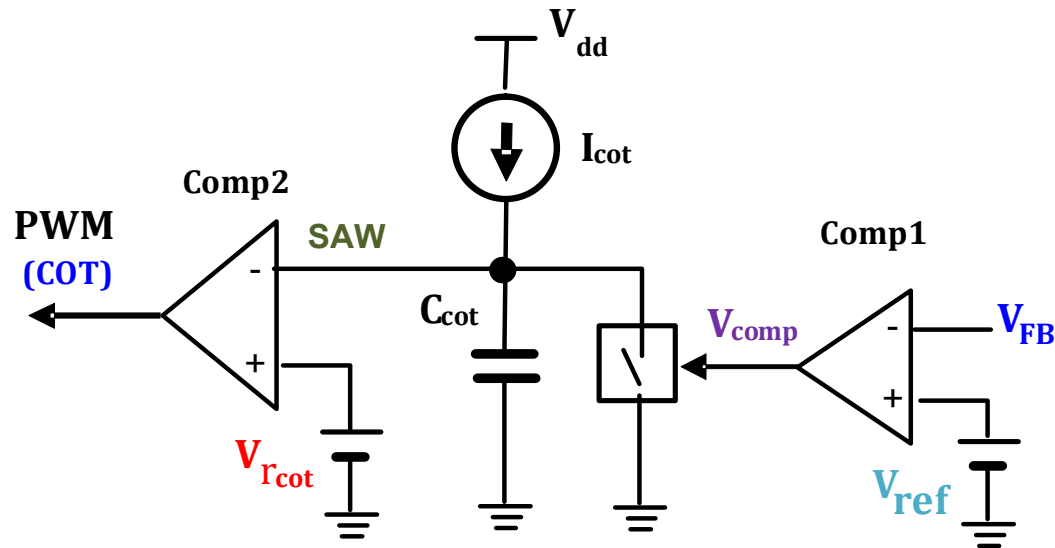 Vdd
Icot
Comp2
PWM
(COT)
SAW
-
+
Vrcot
Ccot
Comp1
Vcomp
-
VFB
+
Vref